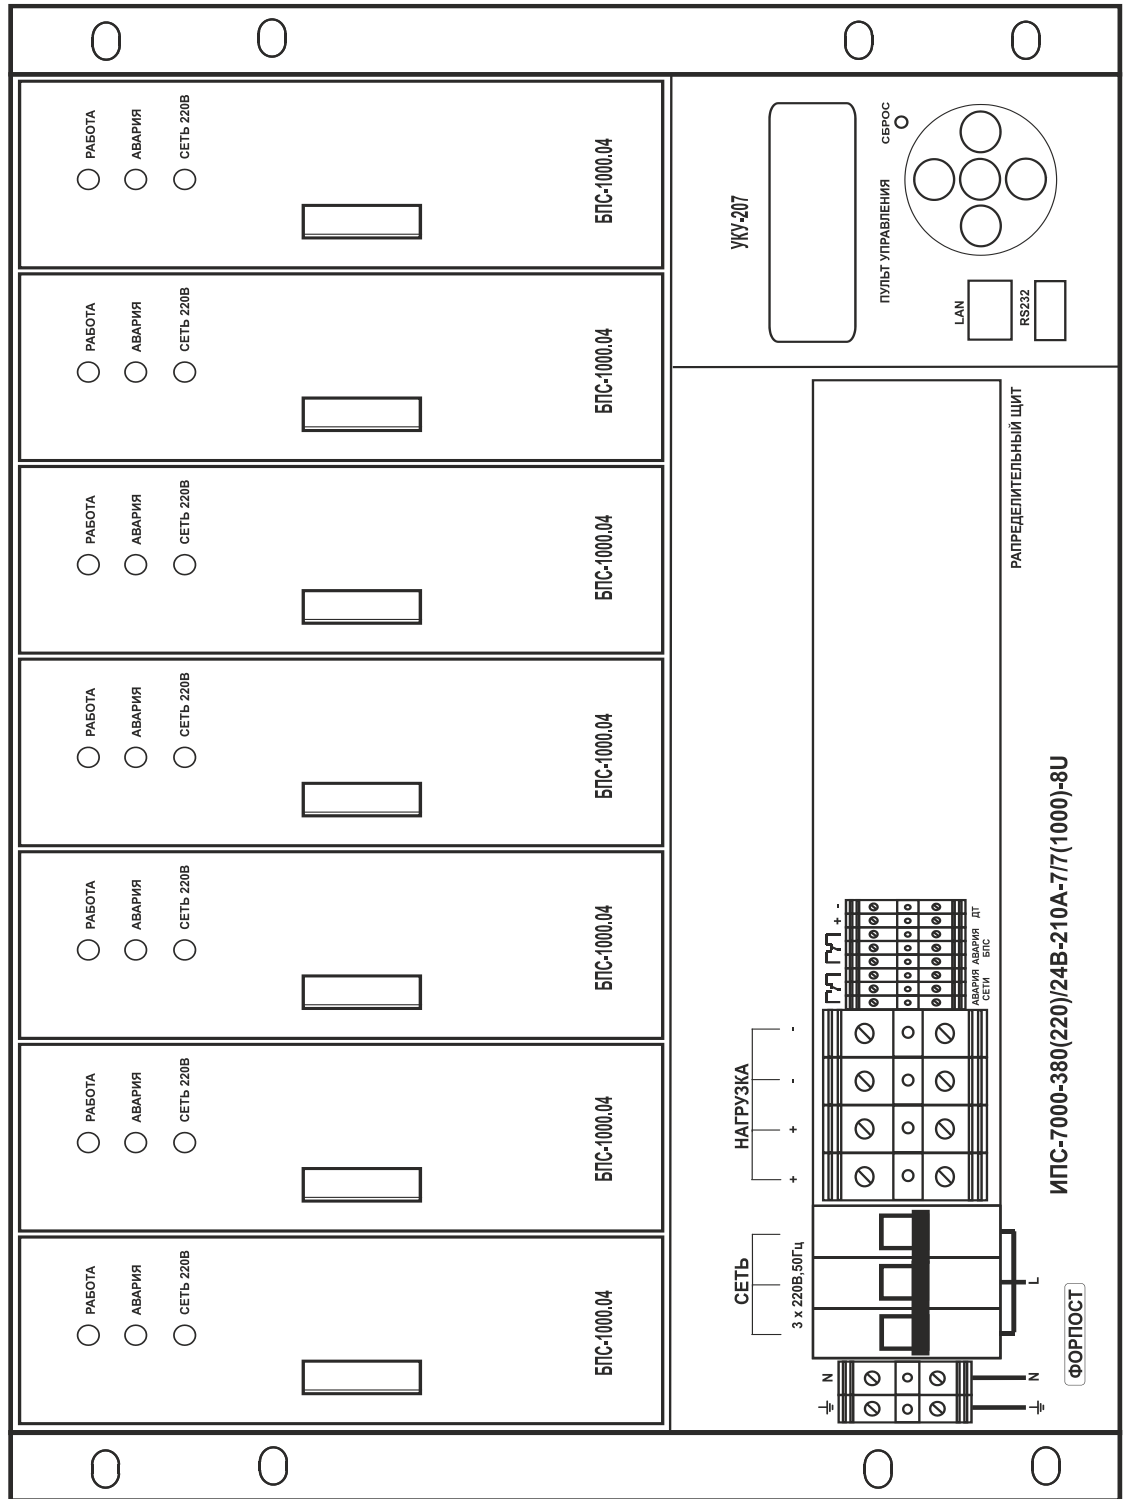 РАБОТА
АВАРИЯ
СЕТЬ 220В
БПС-1000.04
РАБОТА
АВАРИЯ
СЕТЬ 220В
БПС-1000.04
РАБОТА
АВАРИЯ
СЕТЬ 220В
БПС-1000.04
РАБОТА
АВАРИЯ
СЕТЬ 220В
БПС-1000.04
РАБОТА
АВАРИЯ
СЕТЬ 220В
БПС-1000.04
РАБОТА
АВАРИЯ
СЕТЬ 220В
БПС-1000.04
РАБОТА
АВАРИЯ
СЕТЬ 220В
БПС-1000.04
УКУ-207
ПУЛЬТ УПРАВЛЕНИЯ
СБРОС
LAN
RS232
N
СЕТЬ
3 x 220В,50Гц
НАГРУЗКА
+ + - -
+ -
АВАРИЯ
СЕТИ
АВАРИЯ
БПС
ДТ
РАПРЕДЕЛИТЕЛЬНЫЙ ЩИТ
N
L
ИПС-7000-380(220)/24В-210А-7/7(1000)-8U
ФОРПОСТ